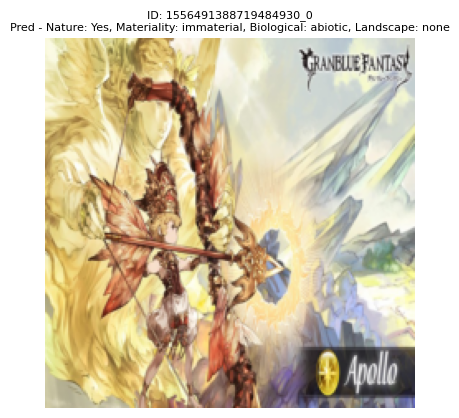 ID: 1556491388719484930_0
Pred - Nature: Yes, Materiality: immaterial, Biological: abiotic, Landscape: none
GRANBLUE FANTASY
Apollo